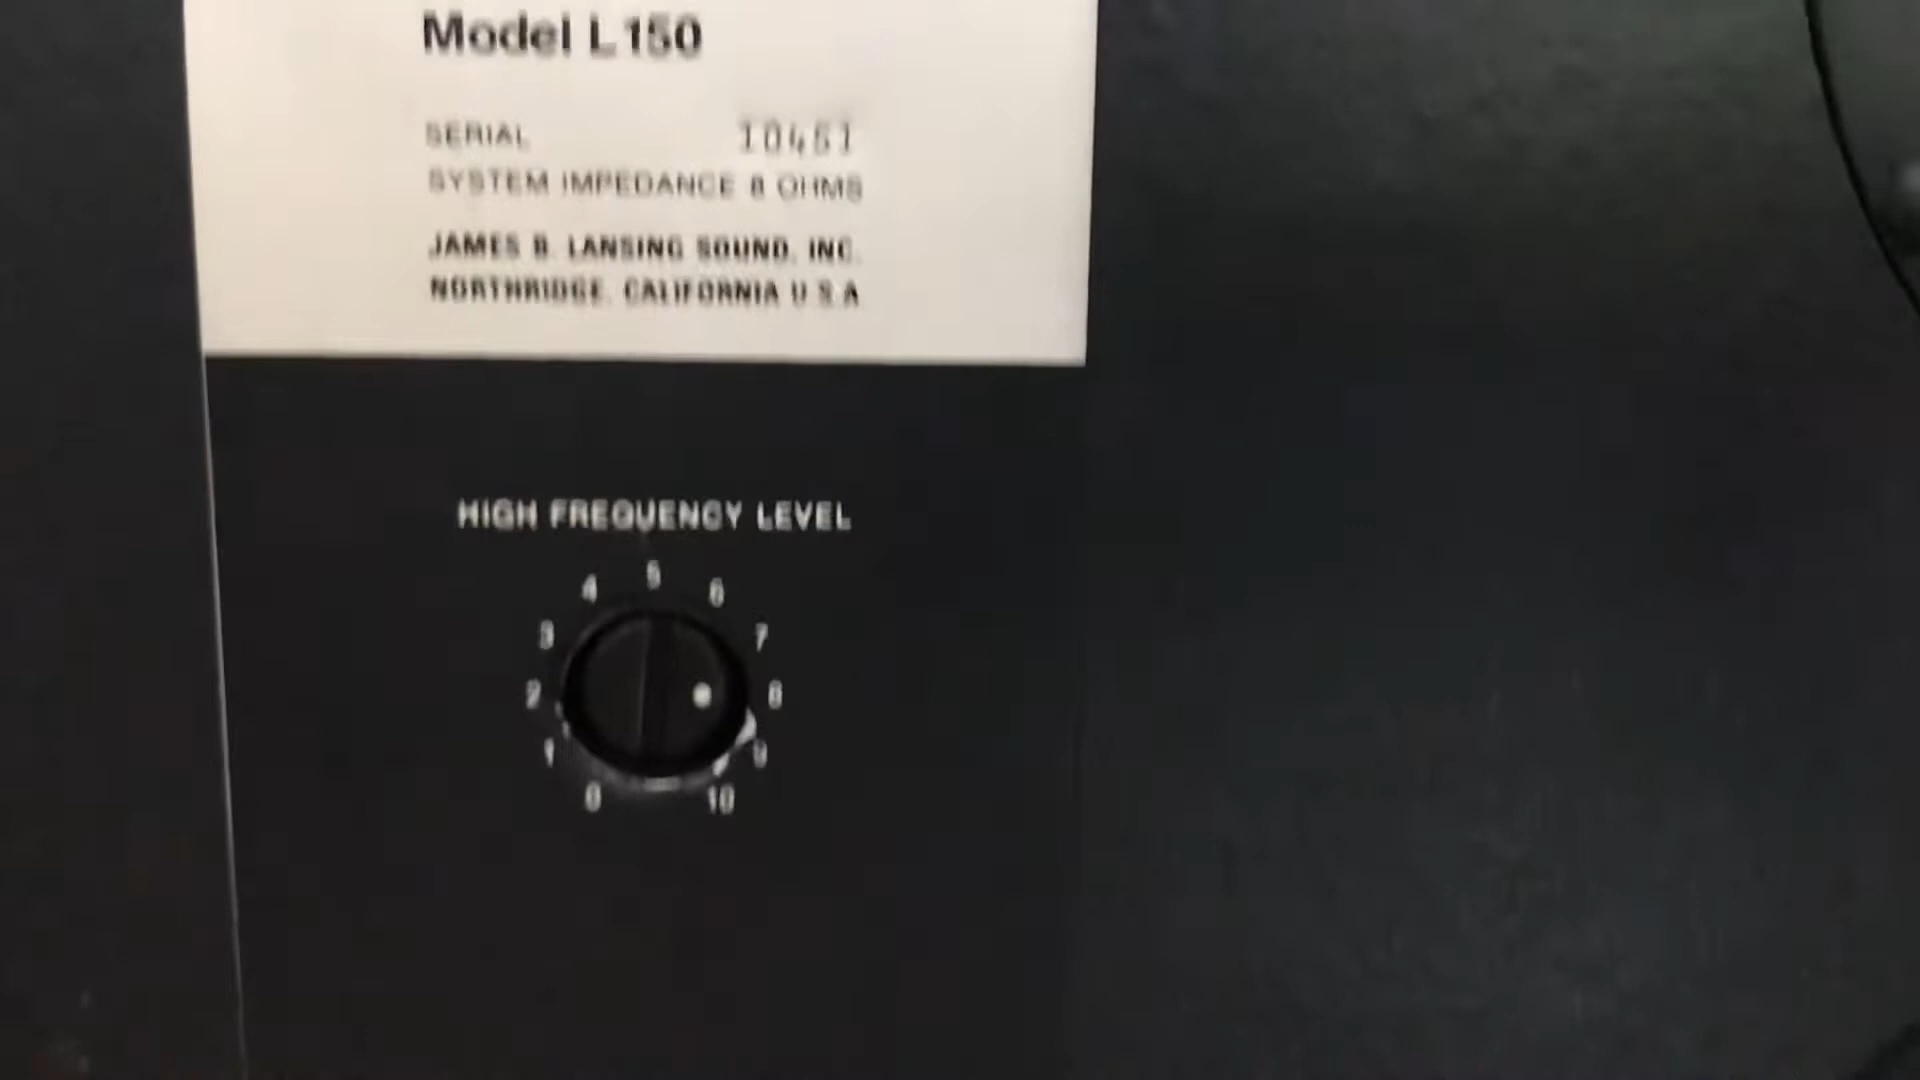 Model L150
SERIAL 10451
SYSTEM IMPEDANCE 8 OHMS
JAMES B. LANSING SOUND, INC.
NORTHRIDGE, CALIFORNIA U.S.A
HIGH FREQUENCY LEVEL
0 1 2 3 4 5 6 7 8 9 10